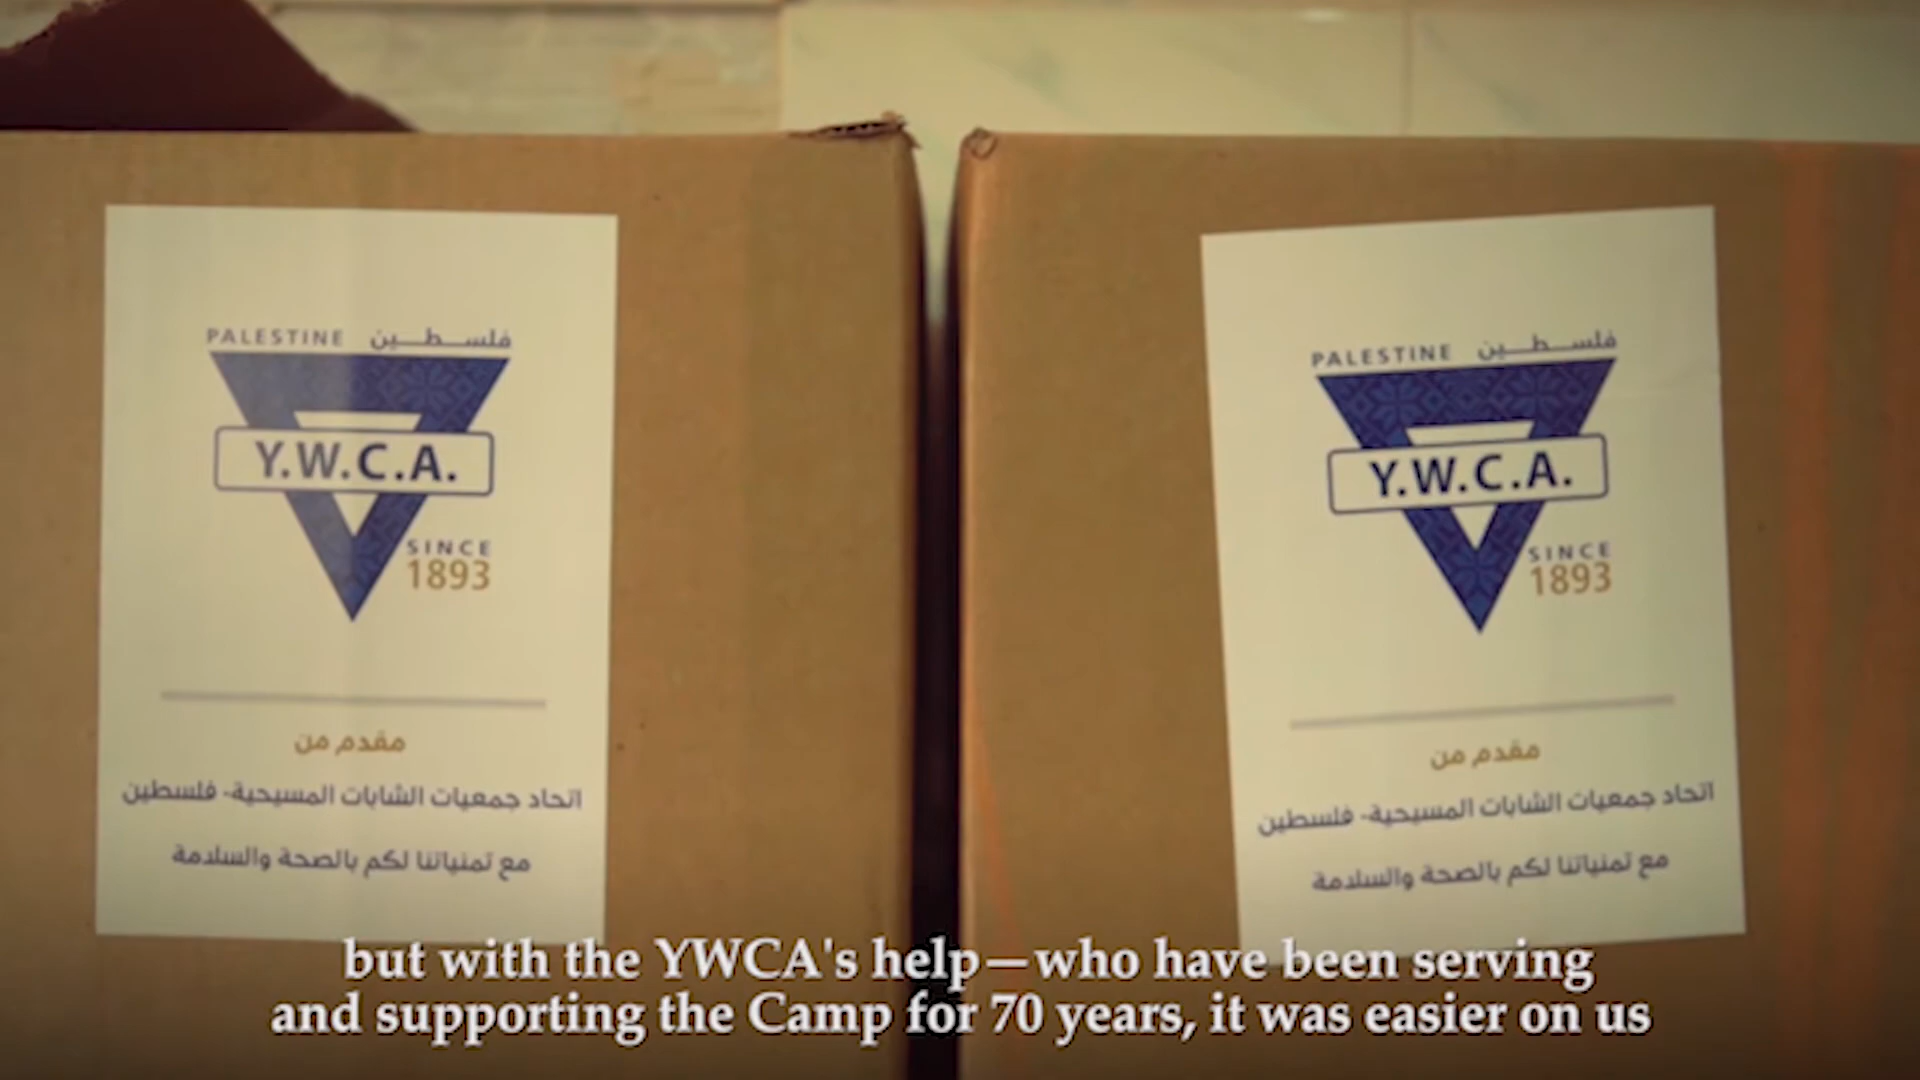 PALESTINE فلسطين
Y.W.C.A.
SINCE
1893
مقدم من
اتحاد جمعيات الشابات المسيحية- فلسطين
مع تمنياتنا لكم بالصحة والسلامة
PALESTINE فلسطين
Y.W.C.A.
SINCE
1893
مقدم من
اتحاد جمعيات الشابات المسيحية- فلسطين
مع تمنياتنا لكم بالصحة والسلامة
but with the YWCA's help—who have been serving
and supporting the Camp for 70 years, it was easier on us